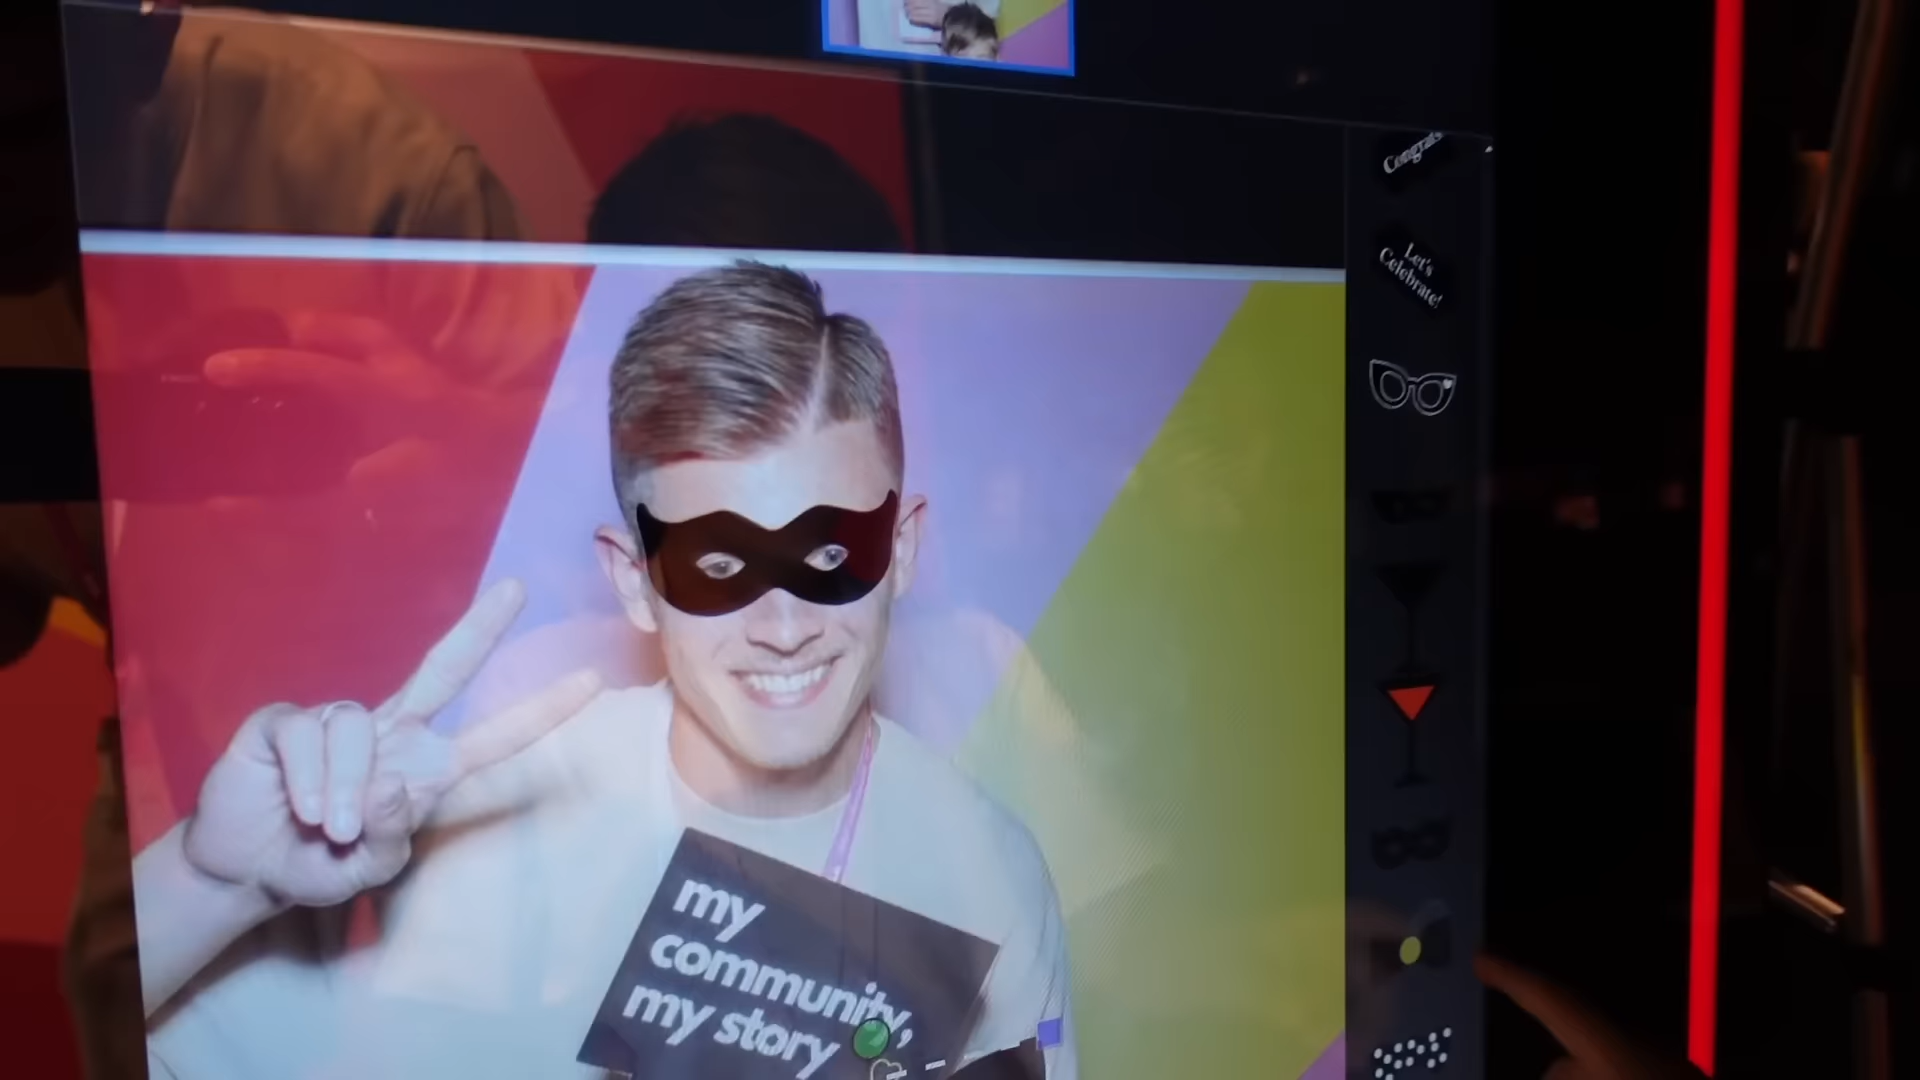 Congrats
Let's
Celebrate!
my
community,
my story